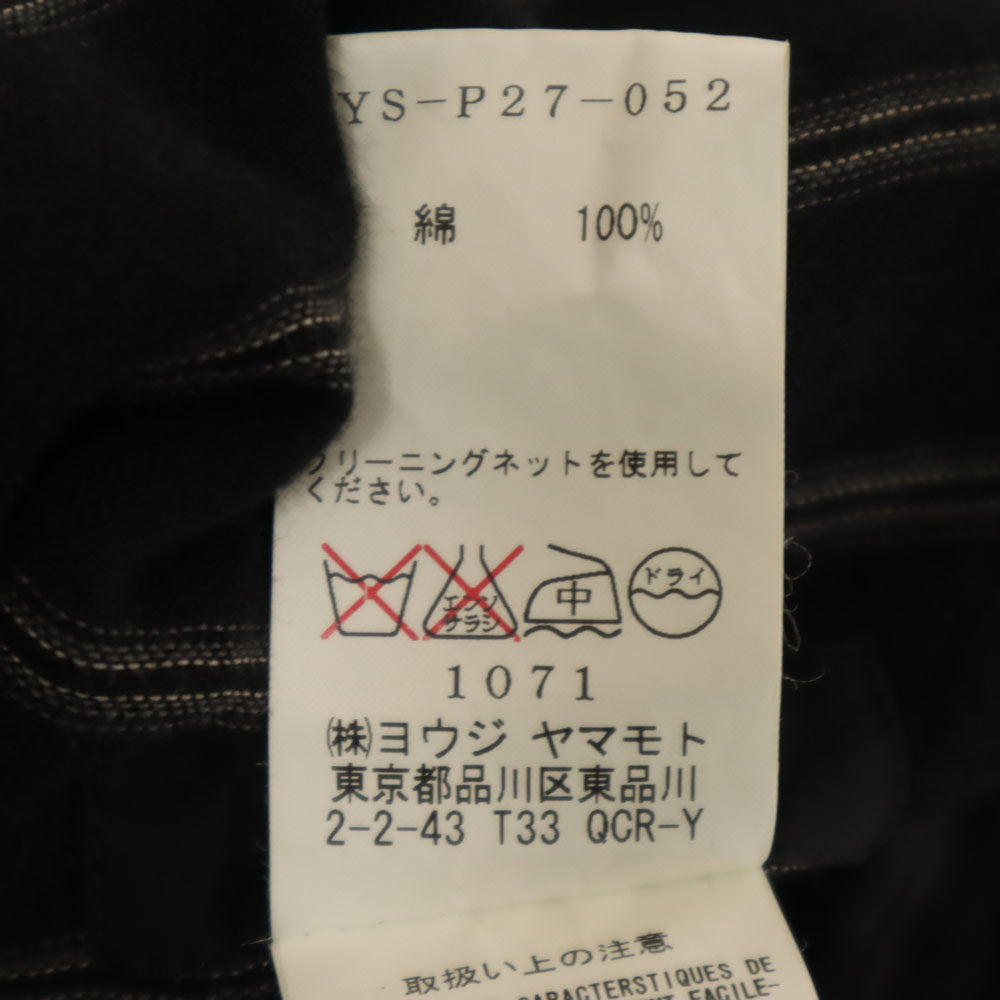 YS-P27-052
綿 100%
クリーニングネットを使用して
ください。
エンソ
サラシ
中
ドライ
1071
㈱ヨウジ ヤマモト
東京都品川区東品川
2-2-43 T33 QCR-Y
取扱い上の注意
CARACTERSTIQUES DE
FACILE-